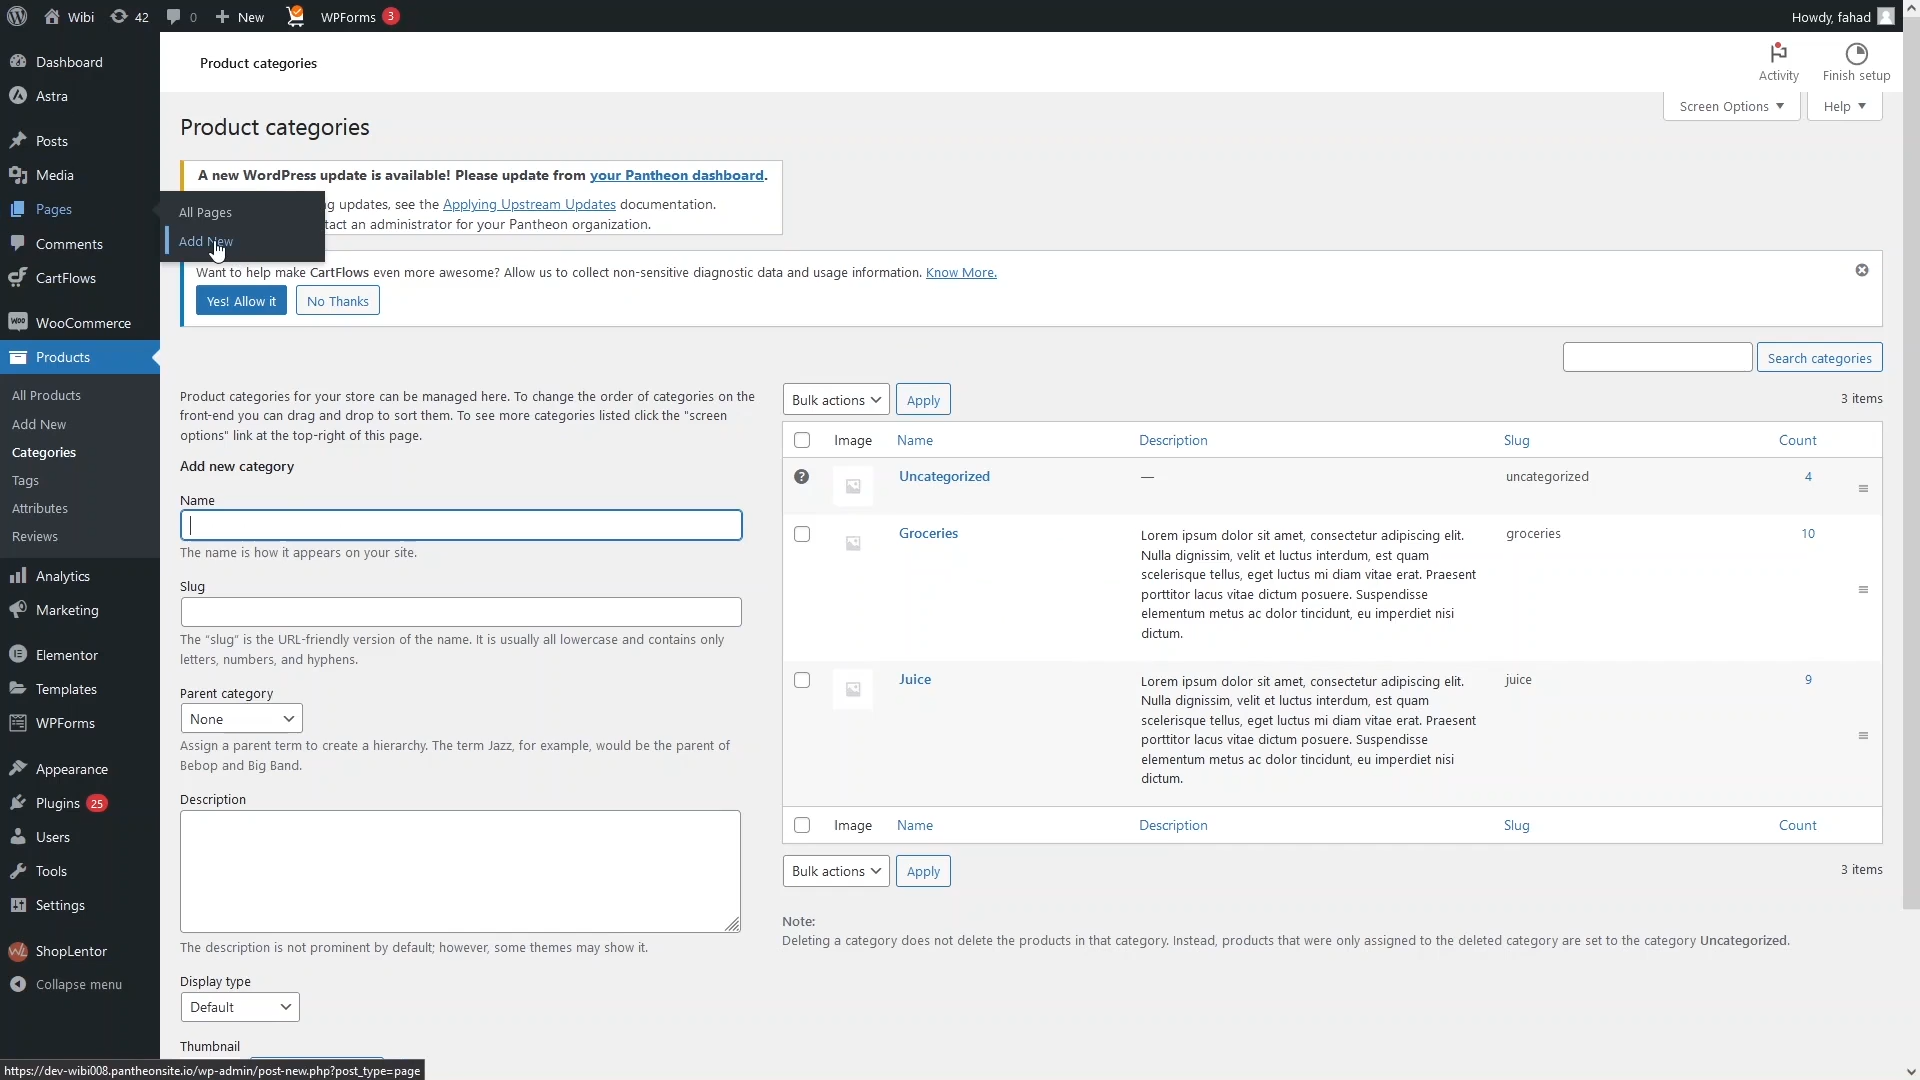 Wibi
42
0
New
WPForms 3
Howdy, fahad
Dashboard
Astra
Posts
Media
Pages
All Pages
Add New
Comments
CartFlows
WooCommerce
Products
All Products
Add New
Categories
Tags
Attributes
Reviews
Analytics
Marketing
Elementor
Templates
WPForms
Appearance
Plugins 25
Users
Tools
Settings
ShopLentor
Collapse menu
Product categories
Activity
Finish setup
Screen Options
Help
Product categories
A new WordPress update is available! Please update from your Pantheon dashboard.
g updates, see the Applying Upstream Updates documentation.
tact an administrator for your Pantheon organization.
Want to help make CartFlows even more awesome? Allow us to collect non-sensitive diagnostic data and usage information. Know More.
Yes! Allow it
No Thanks
Search categories
Product categories for your store can be managed here. To change the order of categories on the
front-end you can drag and drop to sort them. To see more categories listed click the "screen
options" link at the top-right of this page.
Add new category
Name
The name is how it appears on your site.
Slug
The “slug” is the URL-friendly version of the name. It is usually all lowercase and contains only
letters, numbers, and hyphens.
Parent category
None
Assign a parent term to create a hierarchy. The term Jazz, for example, would be the parent of
Bebop and Big Band.
Description
The description is not prominent by default; however, some themes may show it.
Display type
Default
Thumbnail
Bulk actions
Apply
3 items
Image Name Description Slug Count
Uncategorized — uncategorized 4
Groceries
Lorem ipsum dolor sit amet, consectetur adipiscing elit.
Nulla dignissim, velit et luctus interdum, est quam
scelerisque tellus, eget luctus mi diam vitae erat. Praesent
porttitor lacus vitae dictum posuere. Suspendisse
elementum metus ac dolor tincidunt, eu imperdiet nisi
dictum.
groceries
10
Juice
Lorem ipsum dolor sit amet, consectetur adipiscing elit.
Nulla dignissim, velit et luctus interdum, est quam
scelerisque tellus, eget luctus mi diam vitae erat. Praesent
porttitor lacus vitae dictum posuere. Suspendisse
elementum metus ac dolor tincidunt, eu imperdiet nisi
dictum.
juice
9
Image Name Description Slug Count
Bulk actions
Apply
3 items
Note:
Deleting a category does not delete the products in that category. Instead, products that were only assigned to the deleted category are set to the category Uncategorized.
https://dev-wibi008.pantheonsite.io/wp-admin/post-new.php?post_type=page